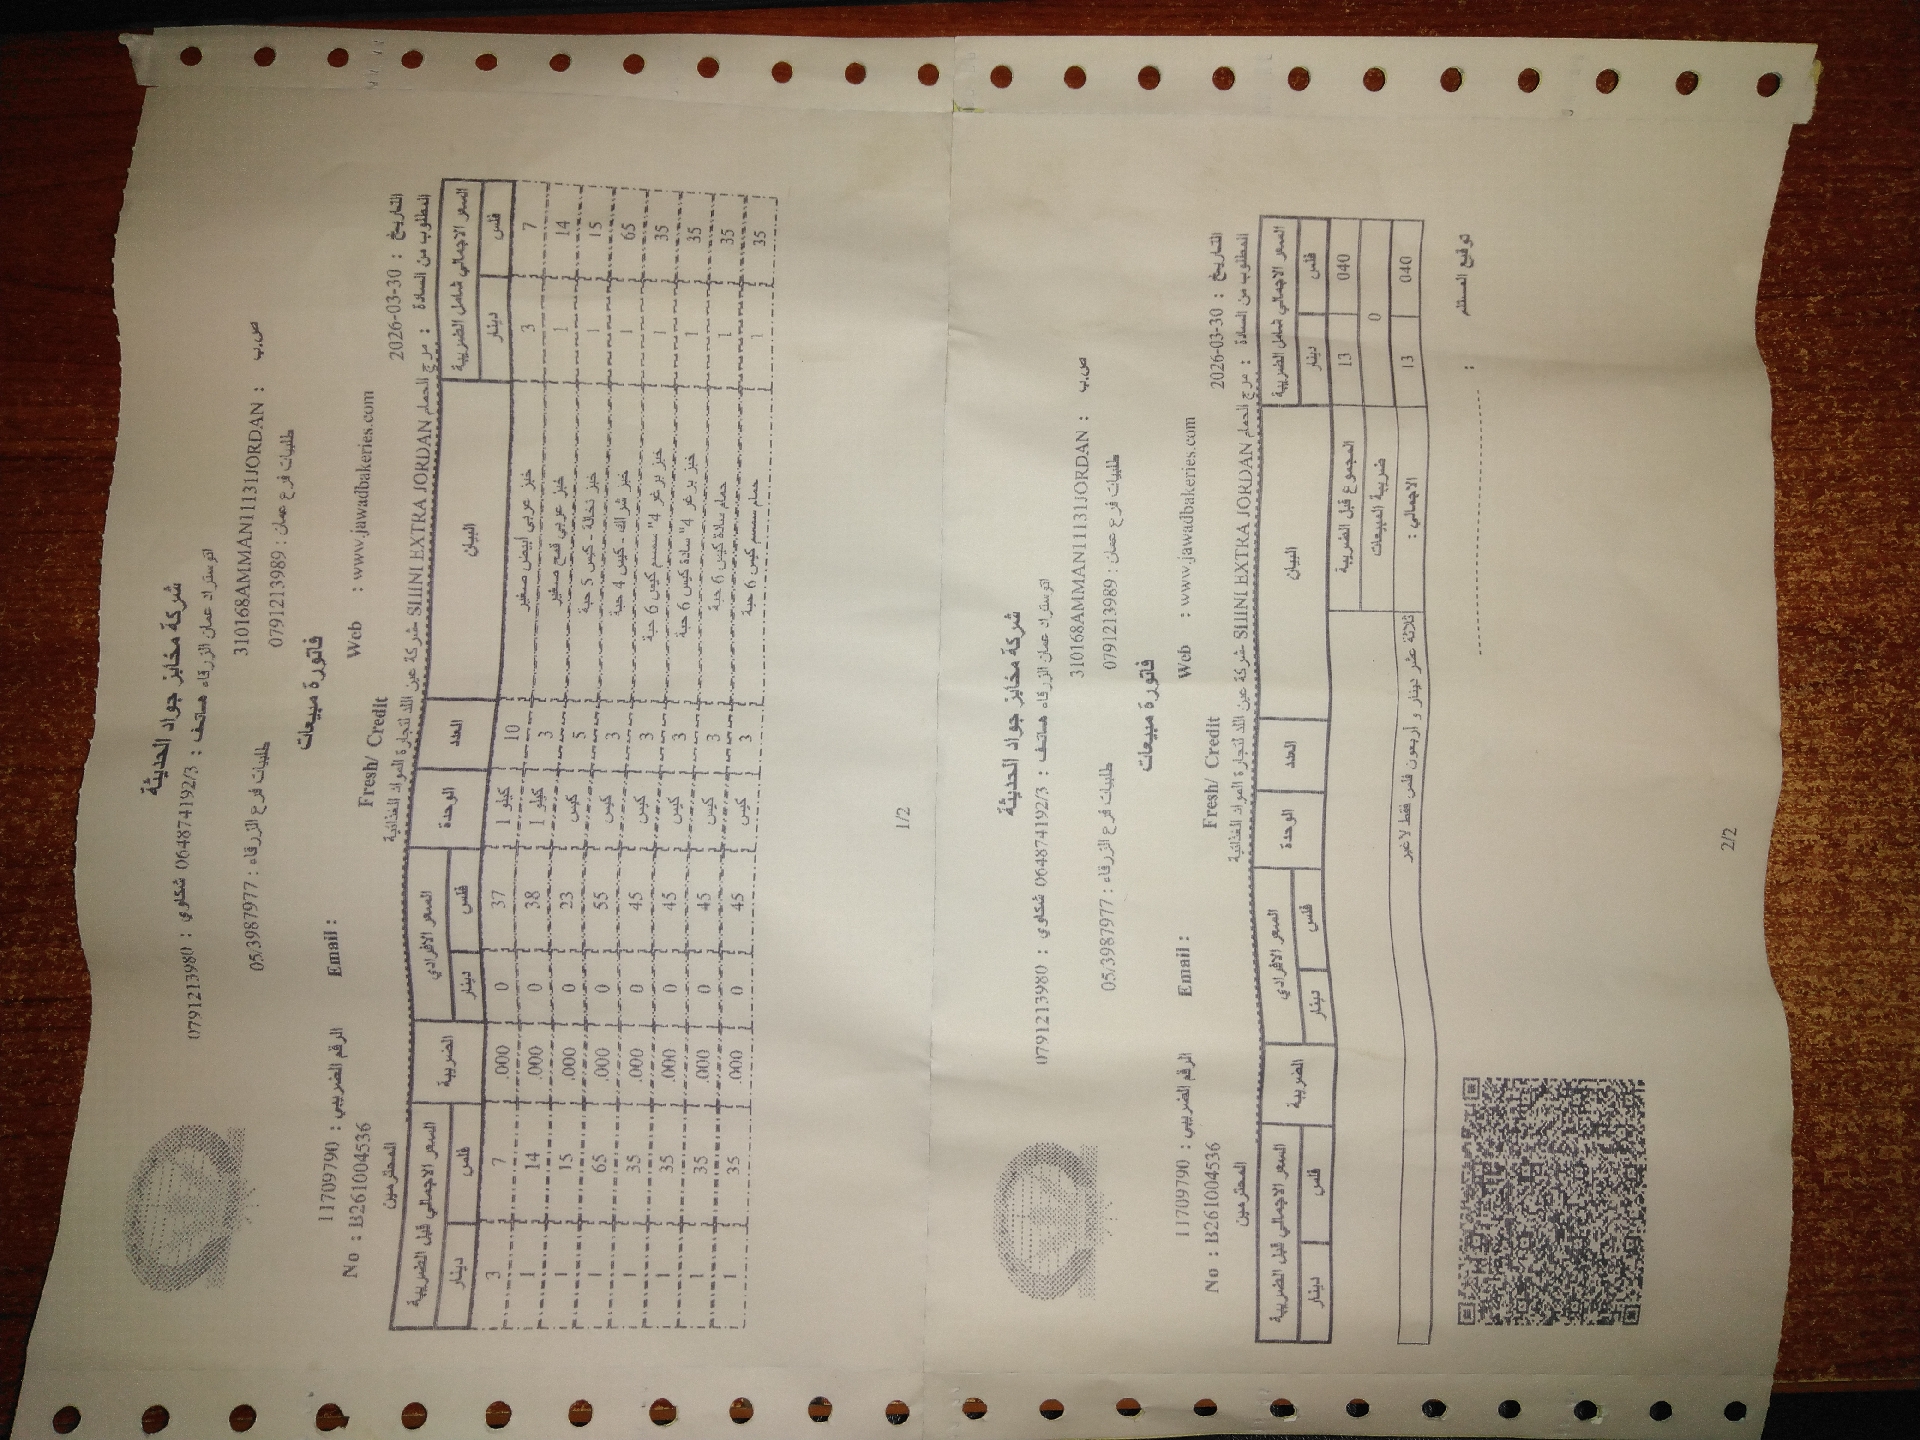 شركة مخابز جواد الحديثة
اتوستراد عمان الزرقاء هاتف : 064874192/3 شكاوي : 0791213980
310168AMMAN11131JORDAN : ص.ب
طلبيات فرع عمان : 0791213989 طلبيات فرع الزرقاء : 05/3987977
فاتورة مبيعات
11709790 : الرقم الضريبي Email : Web : www.jawadbakeries.com
No : B261004536 Fresh/ Credit التاريخ : 2026-03-30
المطلوب من السادة : مرج الحمام SIIINI EXTRA JORDAN شركة عين اللد لتجارة المواد الغذائية المحترمين
السعر الاجمالي شامل الضريبة البيان العدد الوحدة السعر الافرادي الضريبة السعر الاجمالي قبل الضريبة
فلس دينار فلس دينار فلس دينار
7 3 خبز عربي ابيض صغير 10 كيلو 1 37 0 .000 7 3
14 1 خبز عربي قمح صغير 3 كيلو 1 38 0 .000 14 1
15 1 خبز نخالة - كيس 5 حبة 5 كيس 23 0 .000 15 1
65 1 خبز شراك - كيس 4 حبة 3 كيس 55 0 .000 65 1
35 1 خبز برغر 4" سمسم كيس 6 حبة 3 كيس 45 0 .000 35 1
35 1 خبز برغر 4" سادة كيس 6 حبة 3 كيس 45 0 .000 35 1
35 1 حمام سادة كيس 6 حبة 3 كيس 45 0 .000 35 1
35 1 حمام سمسم كيس 6 حبة 3 كيس 45 0 .000 35 1
1/2
شركة مخابز جواد الحديثة
اتوستراد عمان الزرقاء هاتف : 064874192/3 شكاوي : 0791213980
310168AMMAN11131JORDAN : ص.ب
طلبيات فرع عمان : 0791213989 طلبيات فرع الزرقاء : 05/3987977
فاتورة مبيعات
11709790 : الرقم الضريبي Email : Web : www.jawadbakeries.com
No : B261004536 Fresh/ Credit التاريخ : 2026-03-30
المطلوب من السادة : مرج الحمام SIIINI EXTRA JORDAN شركة عين اللد لتجارة المواد الغذائية المحترمين
السعر الاجمالي شامل الضريبة البيان العدد الوحدة السعر الافرادي الضريبة السعر الاجمالي قبل الضريبة
فلس دينار فلس دينار فلس دينار
040 13 المجموع قبل الضريبة
0 ضريبة المبيعات
040 13 الاجمالي : ثلاثة عشر دينار و أربعون فلس فقط لاغير
توقيع المستلم :
2/2